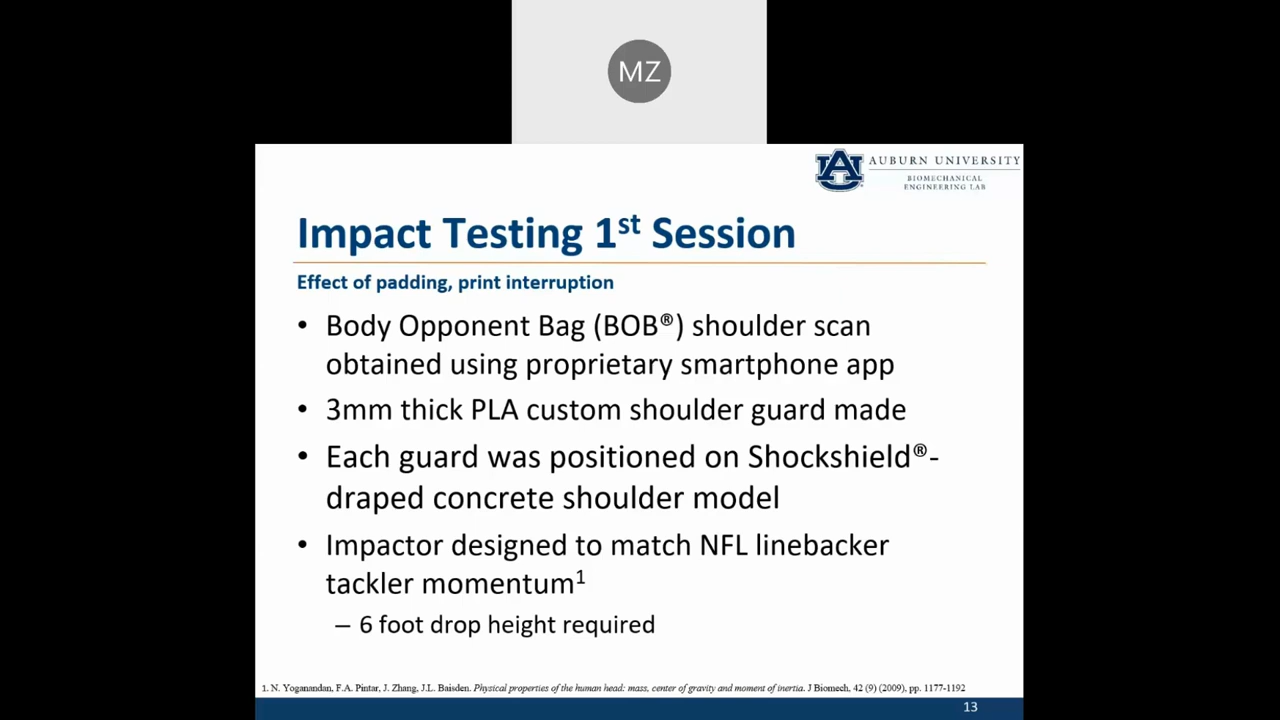 MZ
AUBURN UNIVERSITY
BIOMECHANICAL
ENGINEERING LAB
Impact Testing 1st Session
Effect of padding, print interruption
• Body Opponent Bag (BOB®) shoulder scan
obtained using proprietary smartphone app
• 3mm thick PLA custom shoulder guard made
• Each guard was positioned on Shockshield®-
draped concrete shoulder model
• Impactor designed to match NFL linebacker
tackler momentum1
– 6 foot drop height required
1. N. Yoganandan, F.A. Pintar, J. Zhang, J.L. Baisden. Physical properties of the human head: mass, center of gravity and moment of inertia. J Biomech, 42 (9) (2009), pp. 1177-1192
13